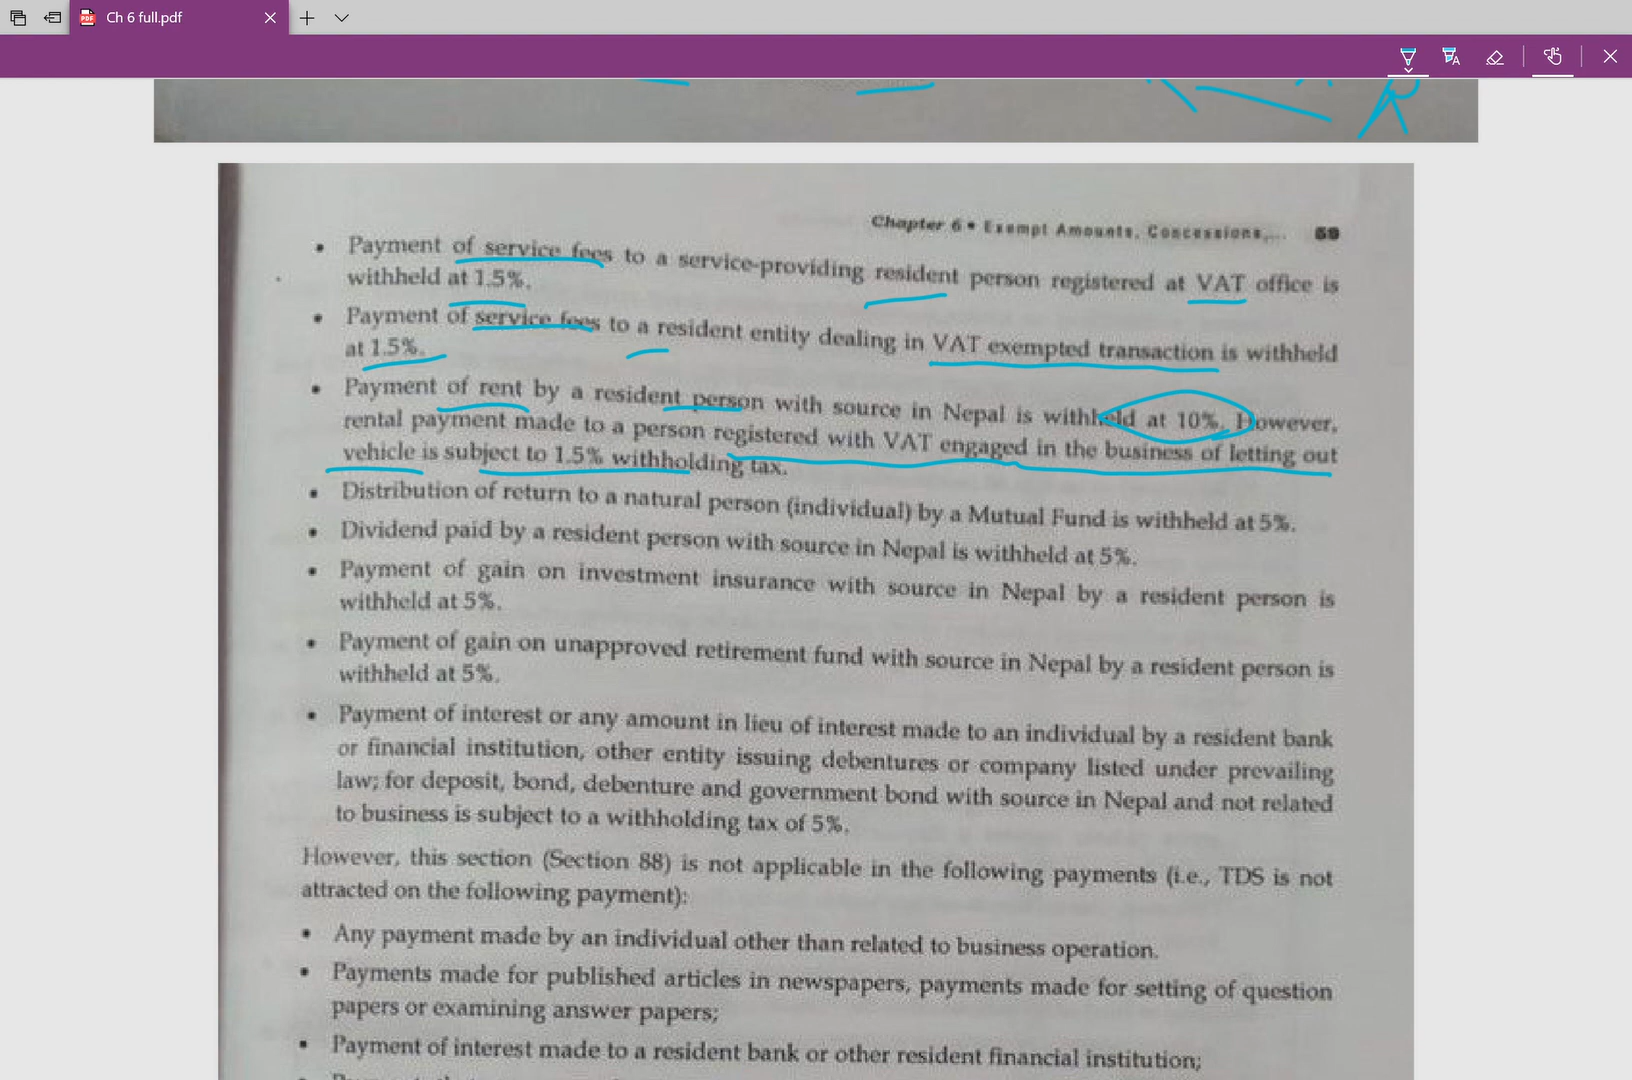 Ch 6 full.pdf
Chapter 6 • Exempt Amounts, Concessions,... 59
• Payment of service fees to a service-providing resident person registered at VAT office is
withheld at 1.5%.
• Payment of service fees to a resident entity dealing in VAT exempted transaction is withheld
at 1.5%.
• Payment of rent by a resident person with source in Nepal is withheld at 10%. However,
rental payment made to a person registered with VAT engaged in the business of letting out
vehicle is subject to 1.5% withholding tax.
• Distribution of return to a natural person (individual) by a Mutual Fund is withheld at 5%.
• Dividend paid by a resident person with source in Nepal is withheld at 5%.
• Payment of gain on investment insurance with source in Nepal by a resident person is
withheld at 5%.
• Payment of gain on unapproved retirement fund with source in Nepal by a resident person is
withheld at 5%.
• Payment of interest or any amount in lieu of interest made to an individual by a resident bank
or financial institution, other entity issuing debentures or company listed under prevailing
law; for deposit, bond, debenture and government bond with source in Nepal and not related
to business is subject to a withholding tax of 5%.
However, this section (Section 88) is not applicable in the following payments (i.e., TDS is not
attracted on the following payment):
• Any payment made by an individual other than related to business operation.
• Payments made for published articles in newspapers, payments made for setting of question
papers or examining answer papers;
• Payment of interest made to a resident bank or other resident financial institution;